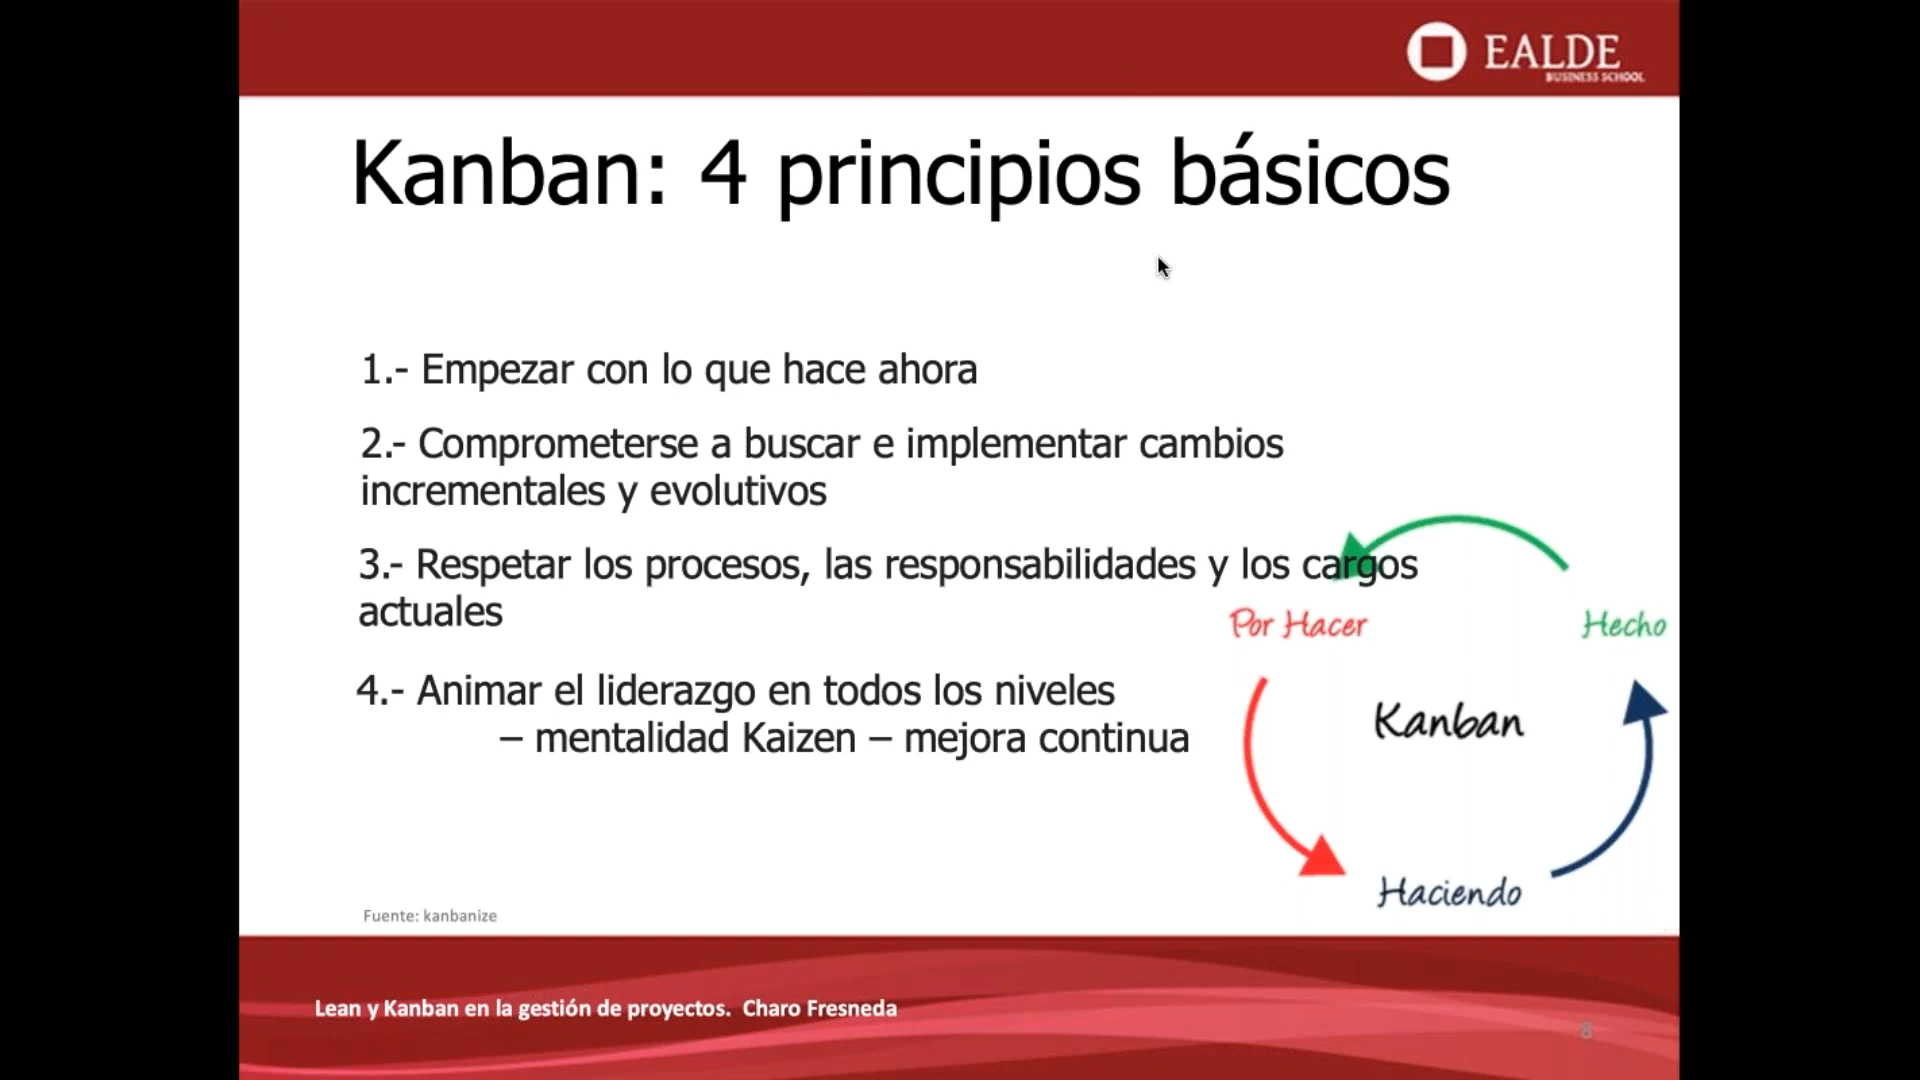 EALDE
BUSINESS SCHOOL
Kanban: 4 principios básicos
1.- Empezar con lo que hace ahora
2.- Comprometerse a buscar e implementar cambios
incrementales y evolutivos
3.- Respetar los procesos, las responsabilidades y los cargos
actuales
4.- Animar el liderazgo en todos los niveles
– mentalidad Kaizen – mejora continua
Por Hacer
Hecho
Kanban
Haciendo
Fuente: kanbanize
Lean y Kanban en la gestión de proyectos. Charo Fresneda
8